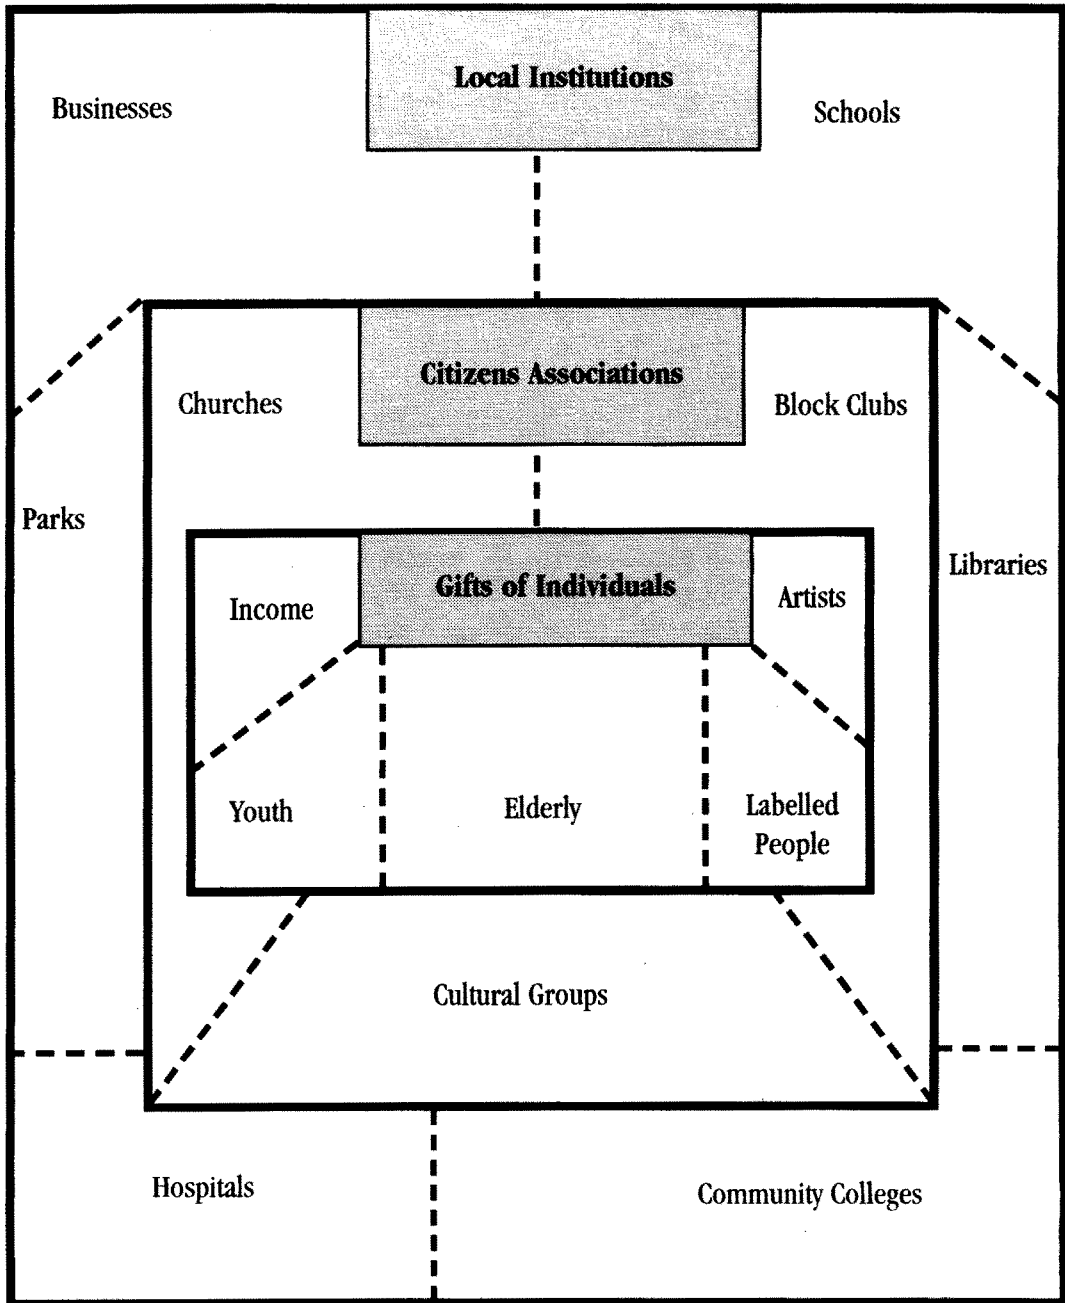 Local Institutions
Businesses
Schools
Citizens Associations
Churches
Block Clubs
Parks
Libraries
Gifts of Individuals
Income
Artists
Youth
Elderly
Labelled
People
Cultural Groups
Hospitals
Community Colleges